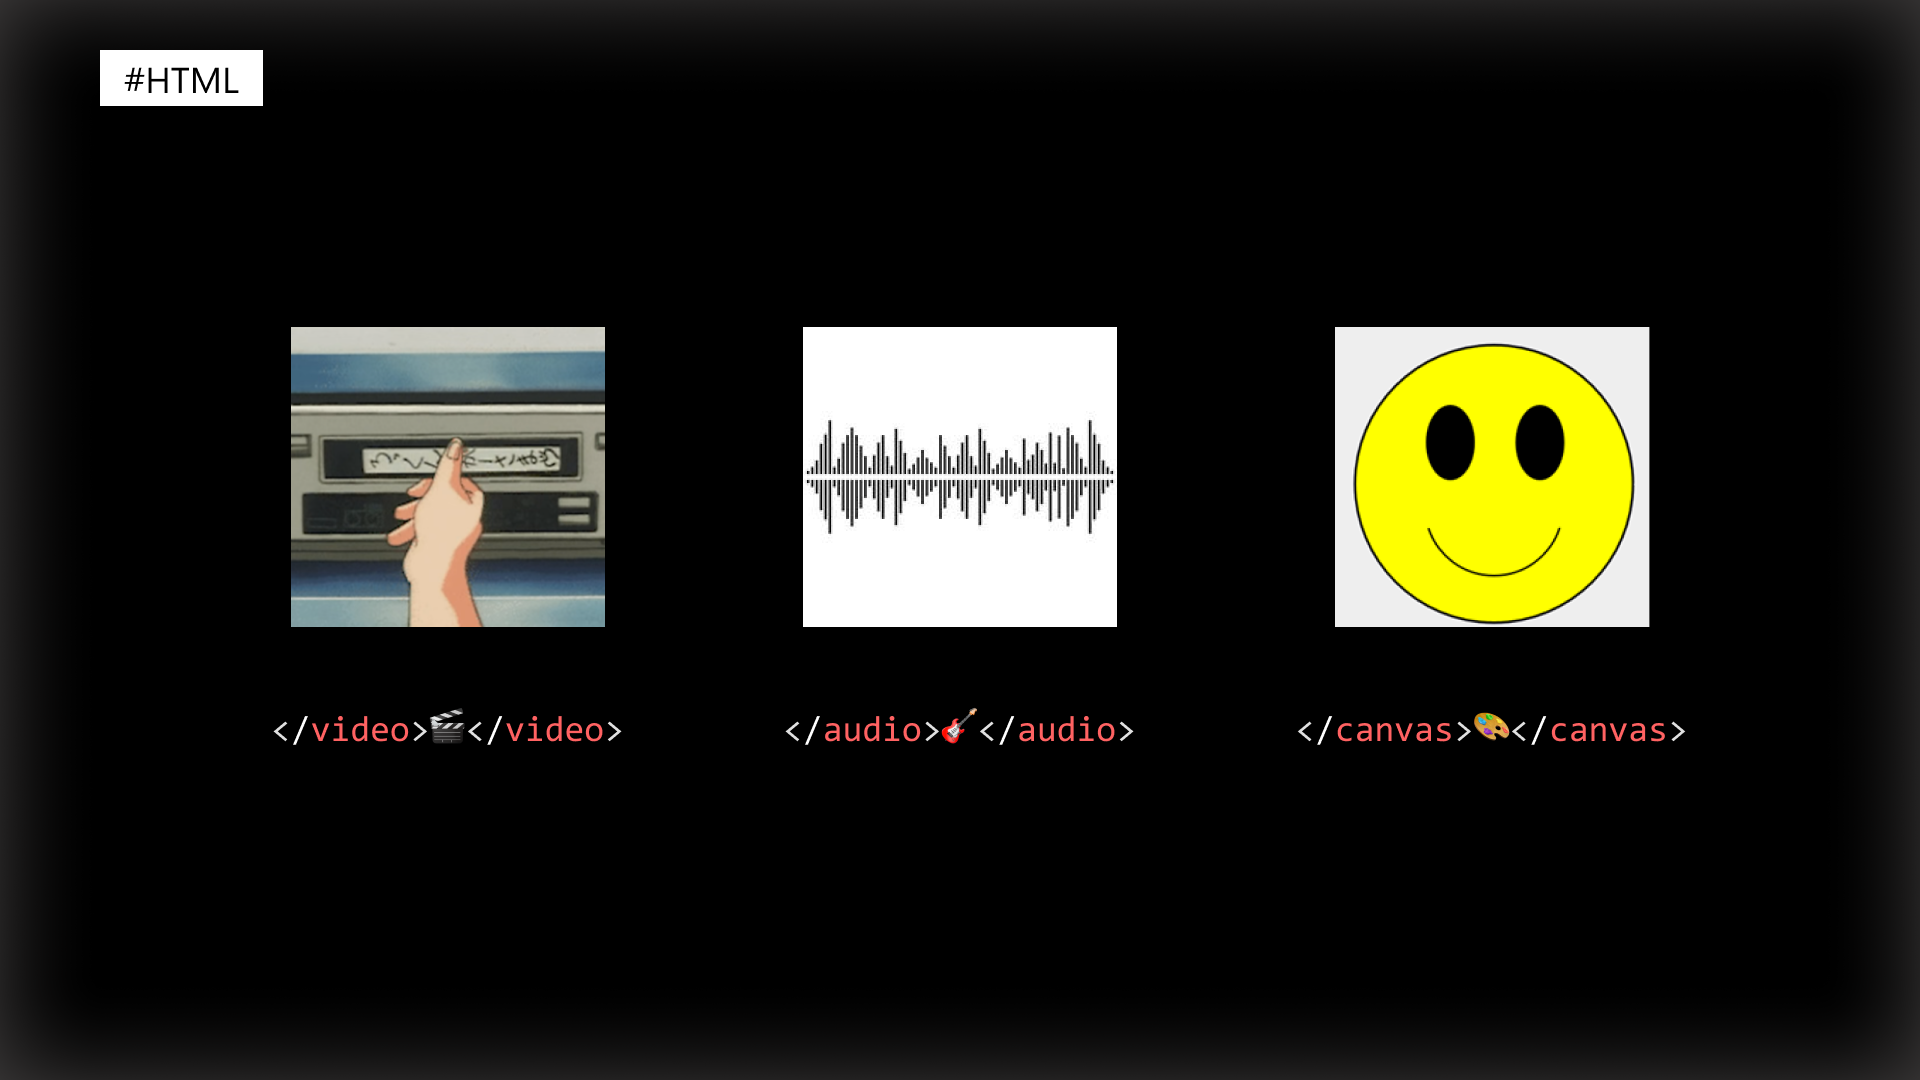 #HTML
</video>🎬</video>
</audio>🎸</audio>
</canvas>🎨</canvas>